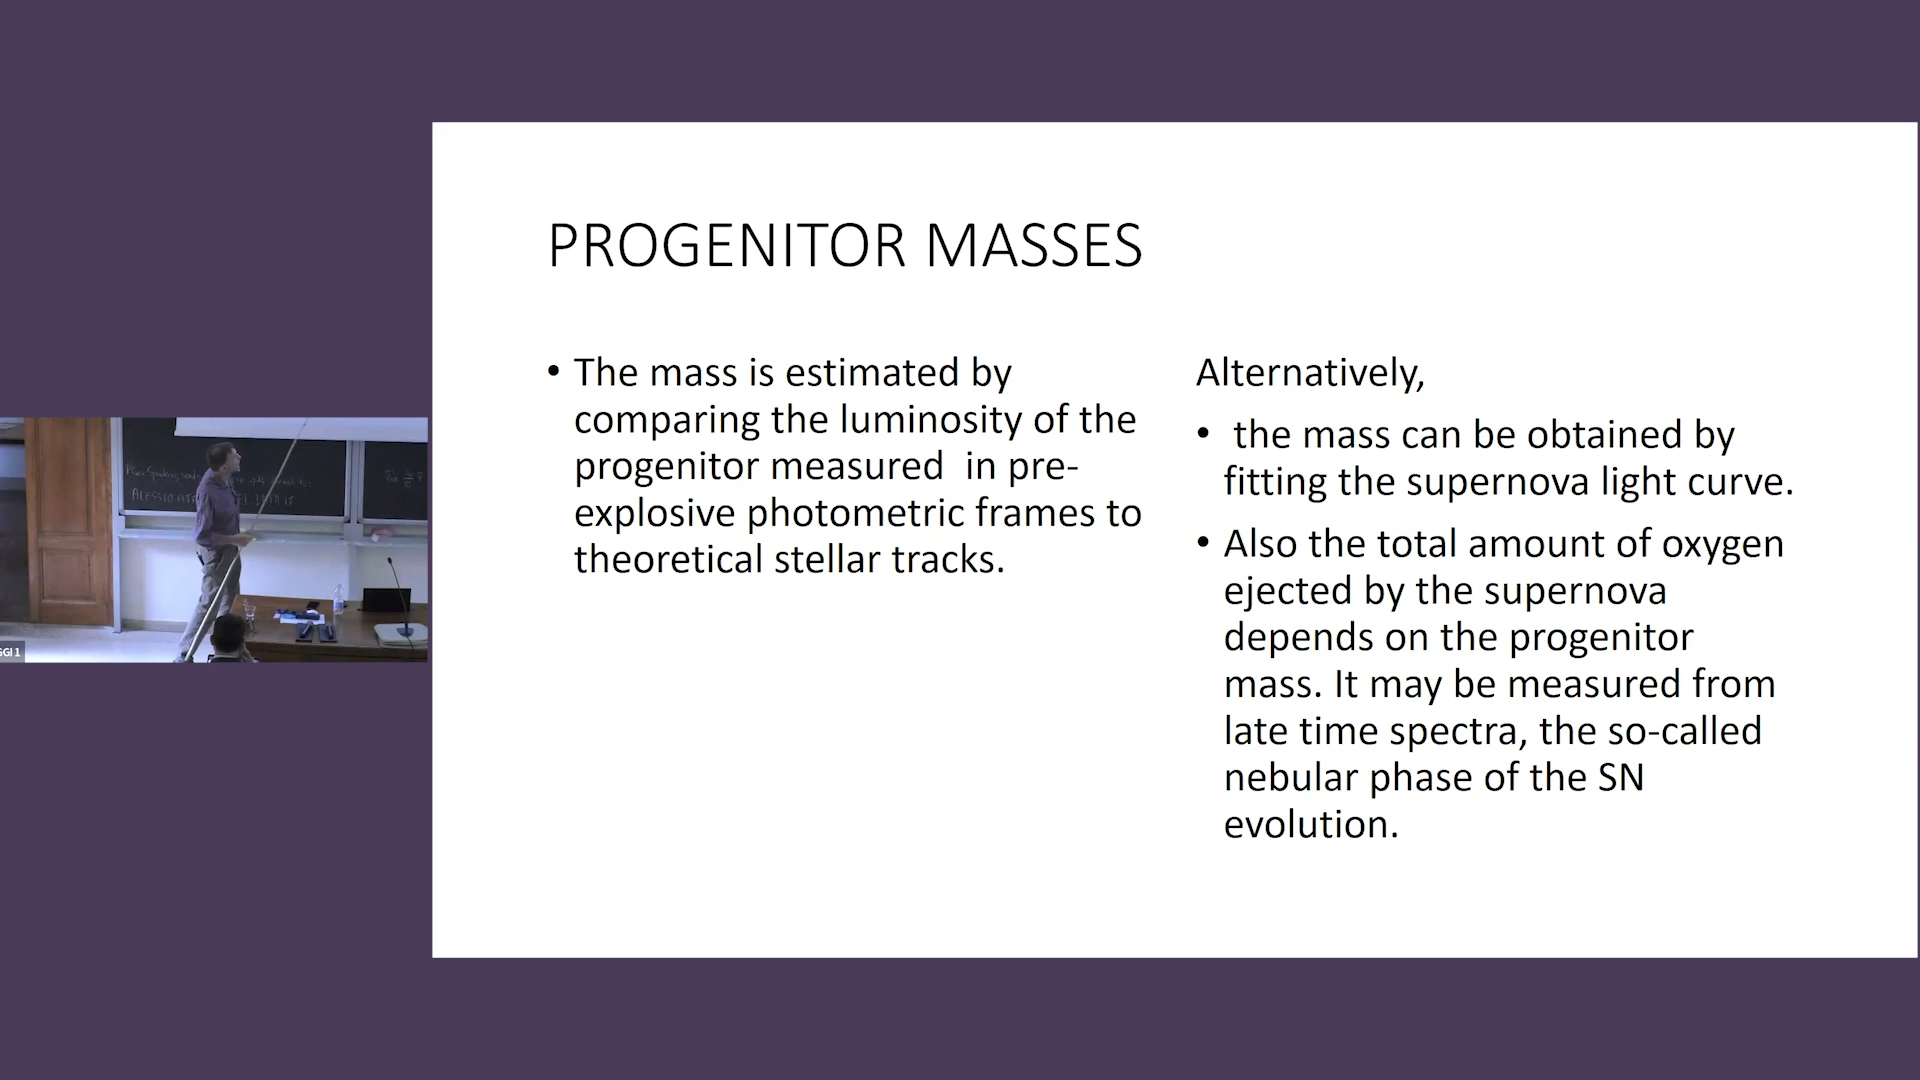 PROGENITOR MASSES
• The mass is estimated by
comparing the luminosity of the
progenitor measured  in pre-
explosive photometric frames to
theoretical stellar tracks.
Alternatively,
•  the mass can be obtained by
fitting the supernova light curve.
• Also the total amount of oxygen
ejected by the supernova
depends on the progenitor
mass. It may be measured from
late time spectra, the so-called
nebular phase of the SN
evolution.
GGI 1